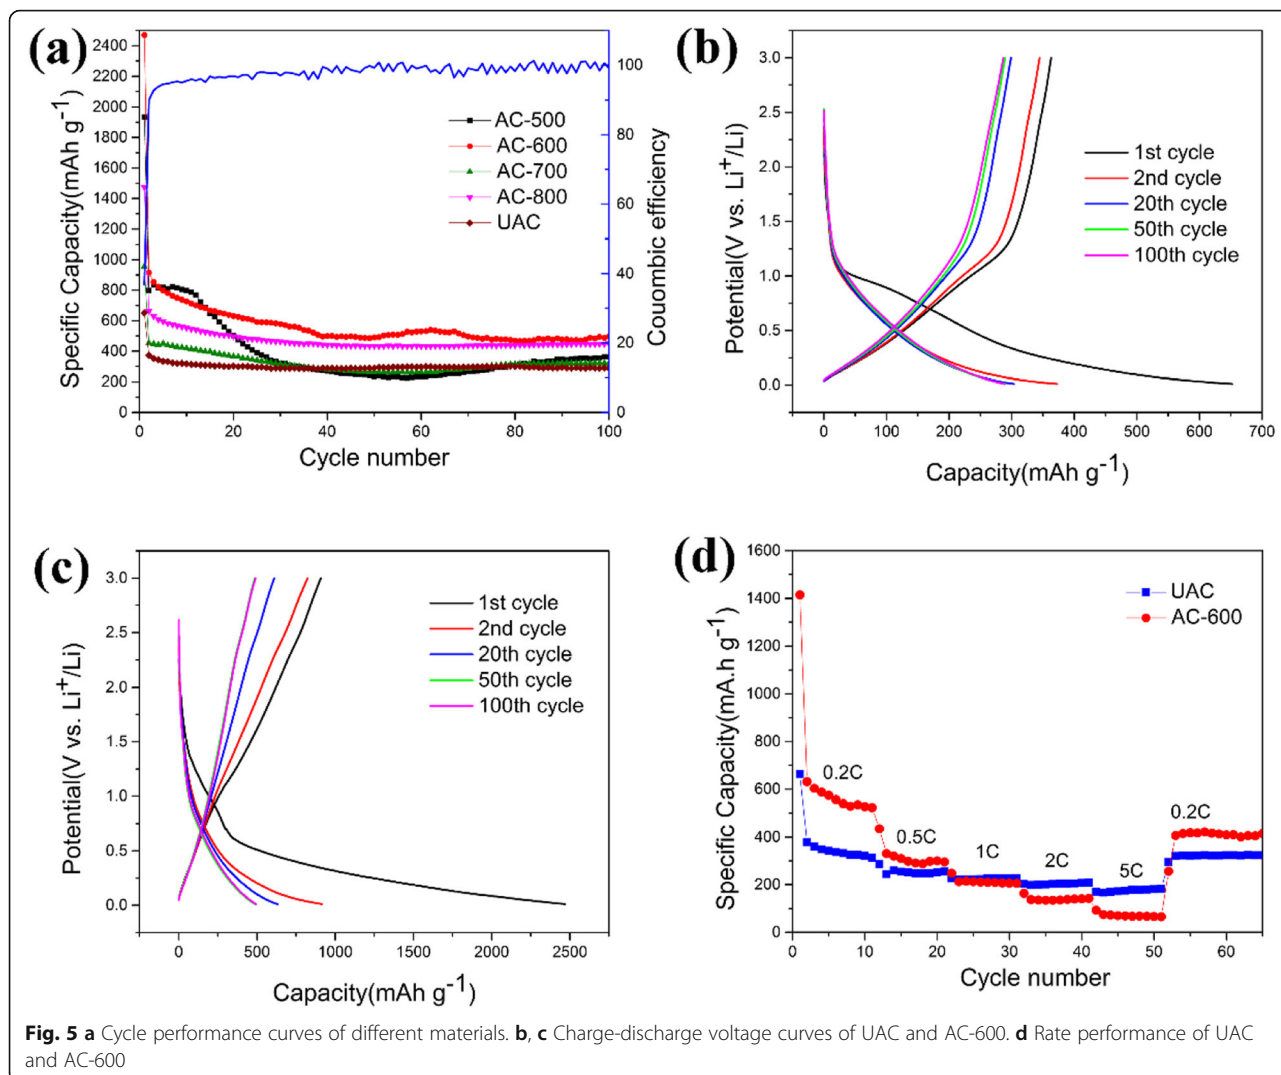 (a)
2400
2200
2000
1800
1600
1400
1200
1000
800
600
400
200
0
Specific Capacity(mAh g-1)
AC-500
AC-600
AC-700
AC-800
UAC
100
80
60
40
20
0
Couombic efficiency
0 20 40 60 80 100
Cycle number
(b)
3.0
2.5
2.0
1.5
1.0
0.5
0.0
Potential(V vs. Li+/Li)
1st cycle
2nd cycle
20th cycle
50th cycle
100th cycle
0 100 200 300 400 500 600 700
Capacity(mAh g-1)
(c)
3.0
2.5
2.0
1.5
1.0
0.5
0.0
Potential(V vs. Li+/Li)
1st cycle
2nd cycle
20th cycle
50th cycle
100th cycle
0 500 1000 1500 2000 2500
Capacity(mAh g-1)
(d)
1600
1400
1200
1000
800
600
400
200
0
Specific Capacity(mA.h g-1)
UAC
AC-600
0.2C
0.5C
1C
2C
5C
0.2C
0 10 20 30 40 50 60
Cycle number
Fig. 5 a Cycle performance curves of different materials. b, c Charge-discharge voltage curves of UAC and AC-600. d Rate performance of UAC
and AC-600